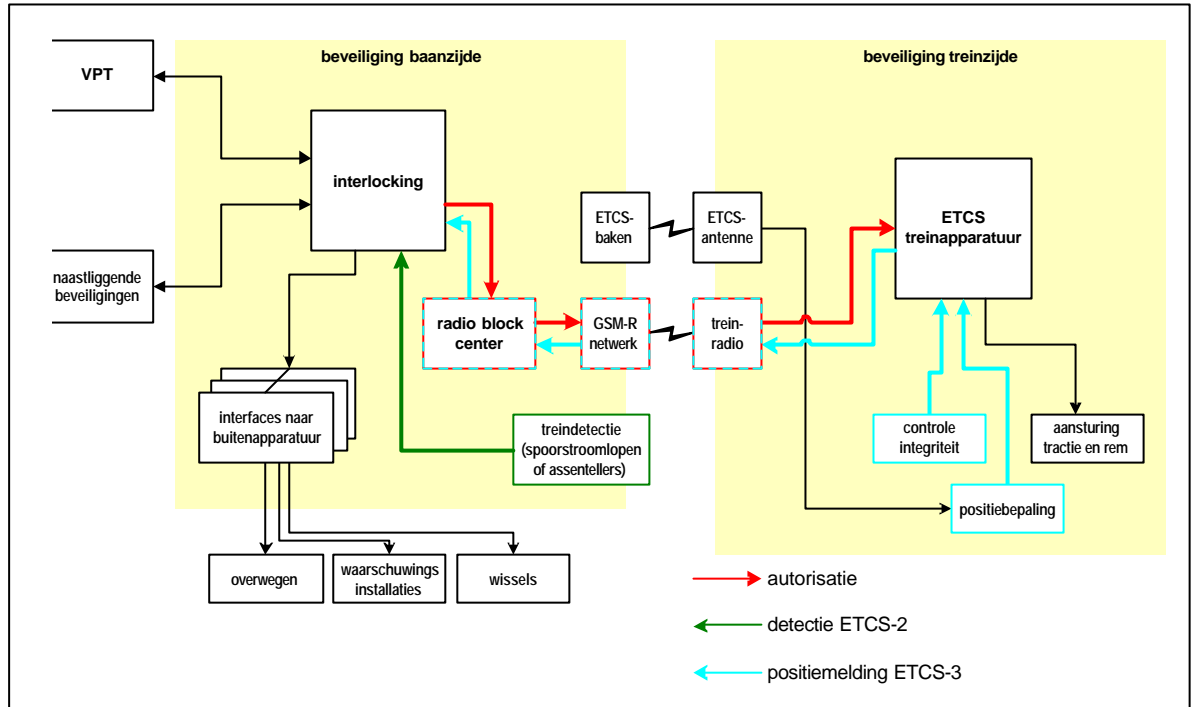 beveiliging baanzijde
beveiliging treinzijde
VPT
interlocking
ETCS-
baken
ETCS-
antenne
ETCS
treinapparatuur
naastliggende
beveiligingen
radio block
center
GSM-R
netwerk
trein-
radio
interfaces naar
buitenapparatuur
treindetectie
(spoorstroomlopen
of assentellers)
controle
integriteit
aansturing
tractie en rem
positiebepaling
overwegen
waarschuwings
installaties
wissels
autorisatie
detectie ETCS-2
positiemelding ETCS-3